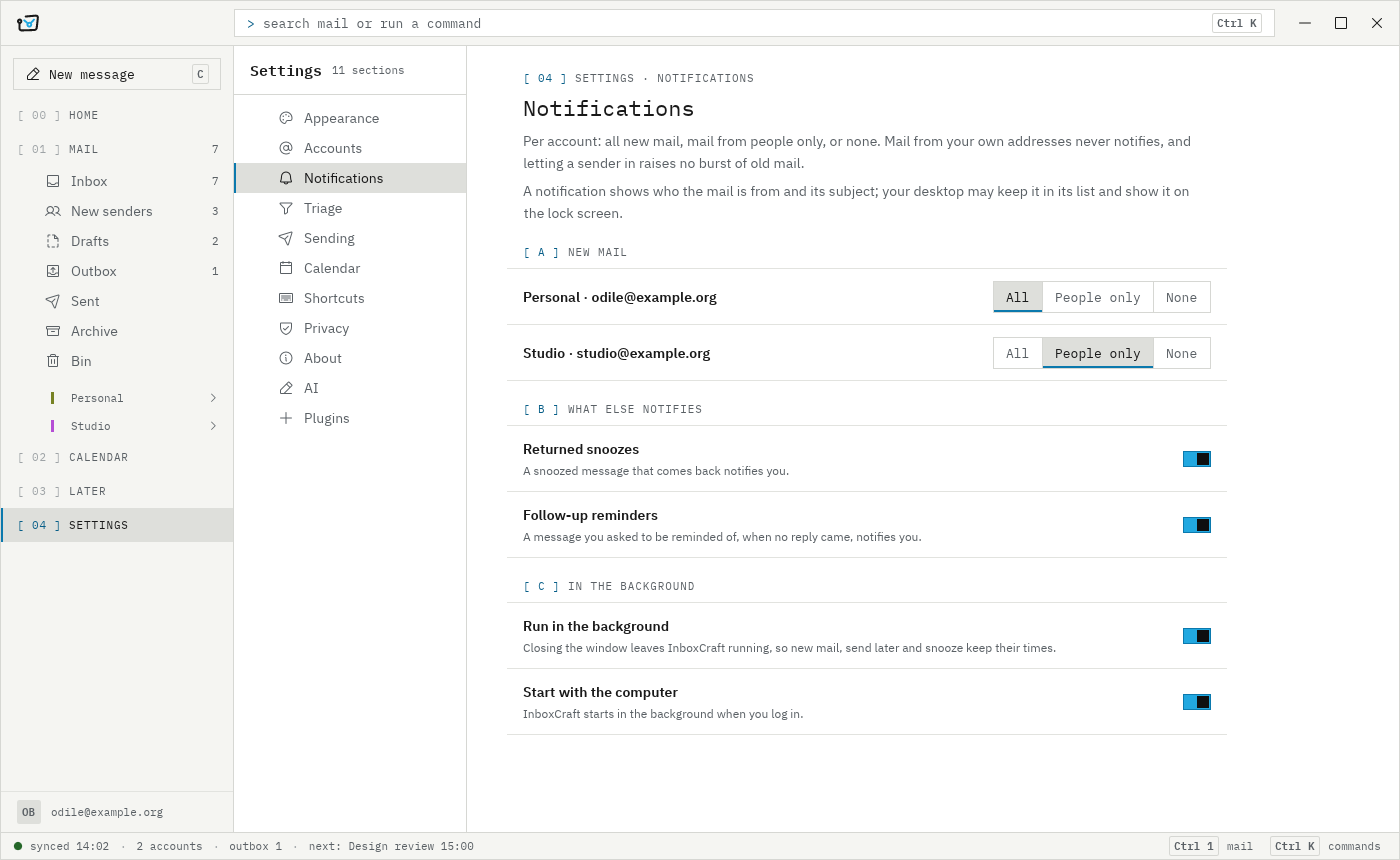 > search mail or run a command Ctrl K
New message C
[ 00 ] HOME
[ 01 ] MAIL 7
Inbox 7
New senders 3
Drafts 2
Outbox 1
Sent
Archive
Bin
Personal
Studio
[ 02 ] CALENDAR
[ 03 ] LATER
[ 04 ] SETTINGS
OB odile@example.org
Settings 11 sections
Appearance
Accounts
Notifications
Triage
Sending
Calendar
Shortcuts
Privacy
About
AI
Plugins
[ 04 ] SETTINGS · NOTIFICATIONS
Notifications
Per account: all new mail, mail from people only, or none. Mail from your own addresses never notifies, and
letting a sender in raises no burst of old mail.
A notification shows who the mail is from and its subject; your desktop may keep it in its list and show it on
the lock screen.
[ A ] NEW MAIL
Personal · odile@example.org All People only None
Studio · studio@example.org All People only None
[ B ] WHAT ELSE NOTIFIES
Returned snoozes
A snoozed message that comes back notifies you.
Follow-up reminders
A message you asked to be reminded of, when no reply came, notifies you.
[ C ] IN THE BACKGROUND
Run in the background
Closing the window leaves InboxCraft running, so new mail, send later and snooze keep their times.
Start with the computer
InboxCraft starts in the background when you log in.
synced 14:02 · 2 accounts · outbox 1 · next: Design review 15:00 Ctrl 1 mail Ctrl K commands